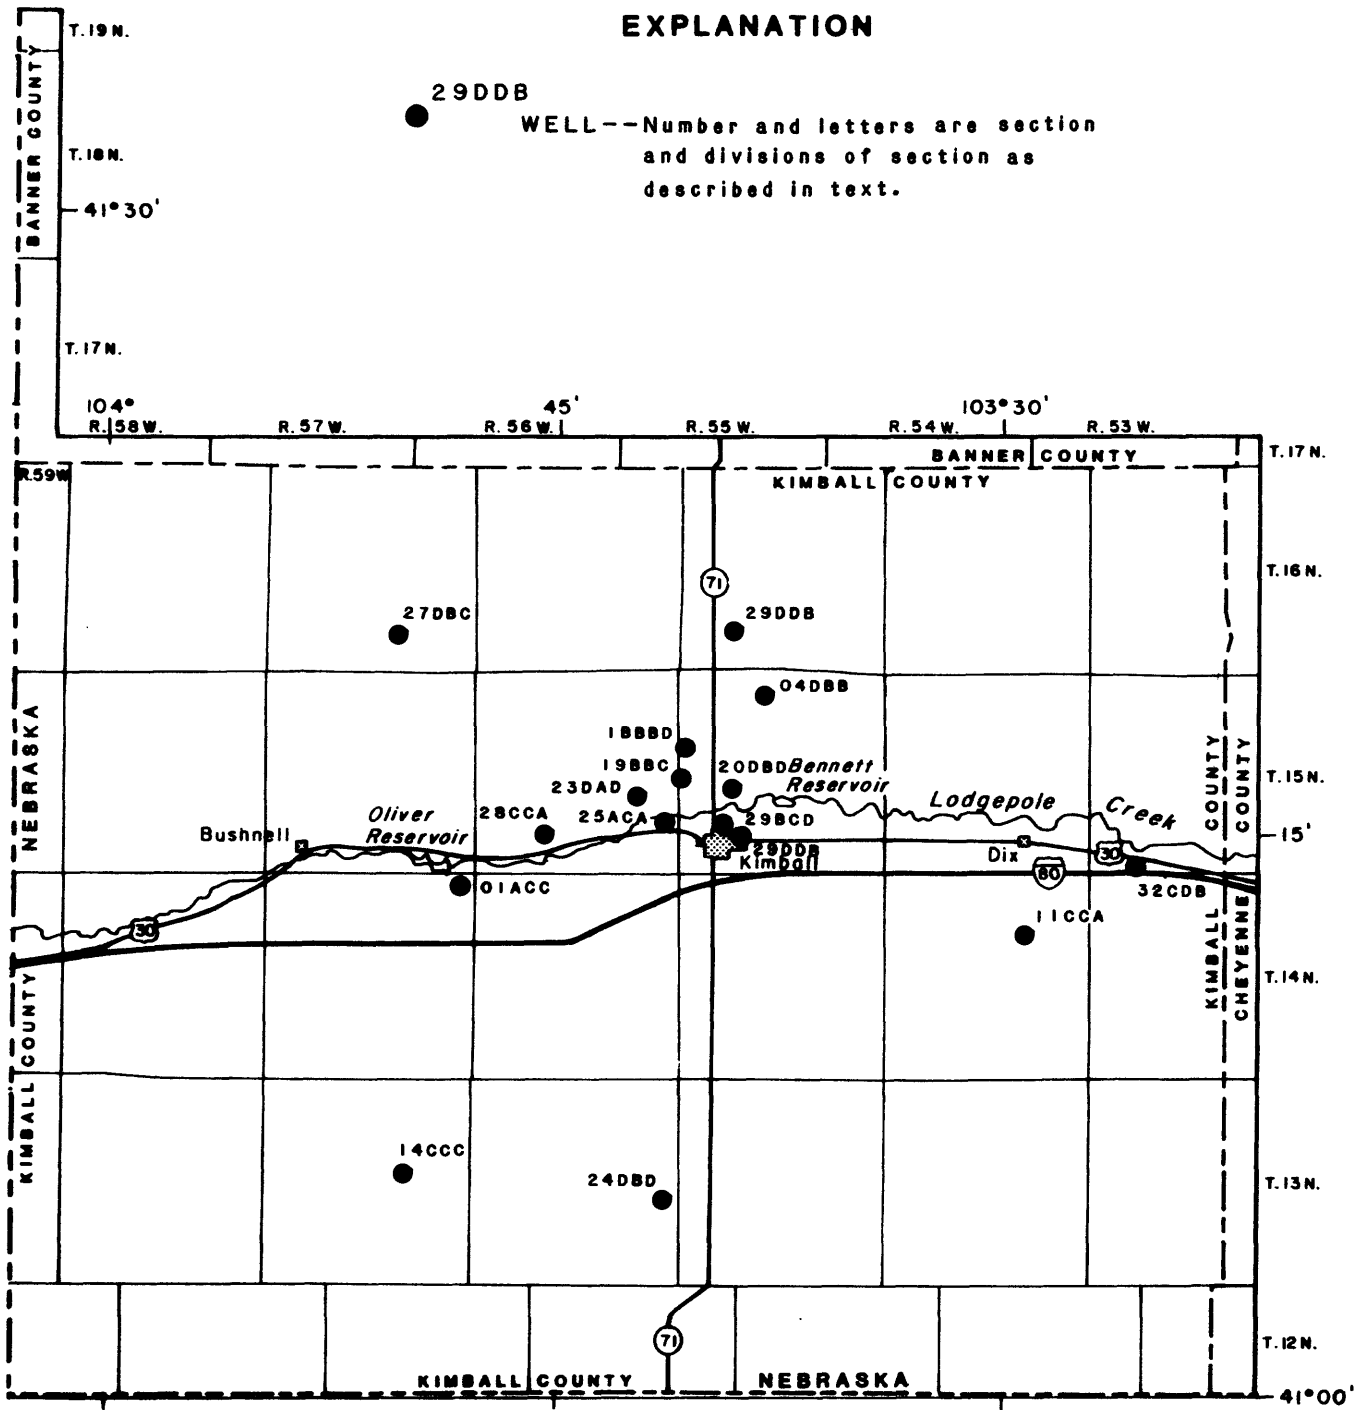 EXPLANATION
T.19N.
BANNER COUNTY
29DDB
WELL--Number and letters are section
and divisions of section as
described in text.
T.18N.
41°30'
T.17N.
104° 45' 103°30'
R.58W. R.57W. R.56W. R.55W. R.54W. R.53W.
BANNER COUNTY
T.17N.
R.59W
KIMBALL COUNTY
71
T.16N.
27DBC
29DDB
04DBB
NEBRASKA
18BBD
19BBC
20DBD
Bennett
Reservoir
23DAD
KIMBALL COUNTY
CHEYENNE COUNTY
T.15N.
Oliver
Reservoir
28CCA
25ACA
29BCD
Lodgepole Creek
15'
Bushnell
29DDB
Kimball
Dix
30
80
32CDB
01ACC
30
11CCA
T.14N.
KIMBALL COUNTY
14CCC
24DBD
T.13N.
71
T.12N.
KIMBALL COUNTY NEBRASKA
41°00'